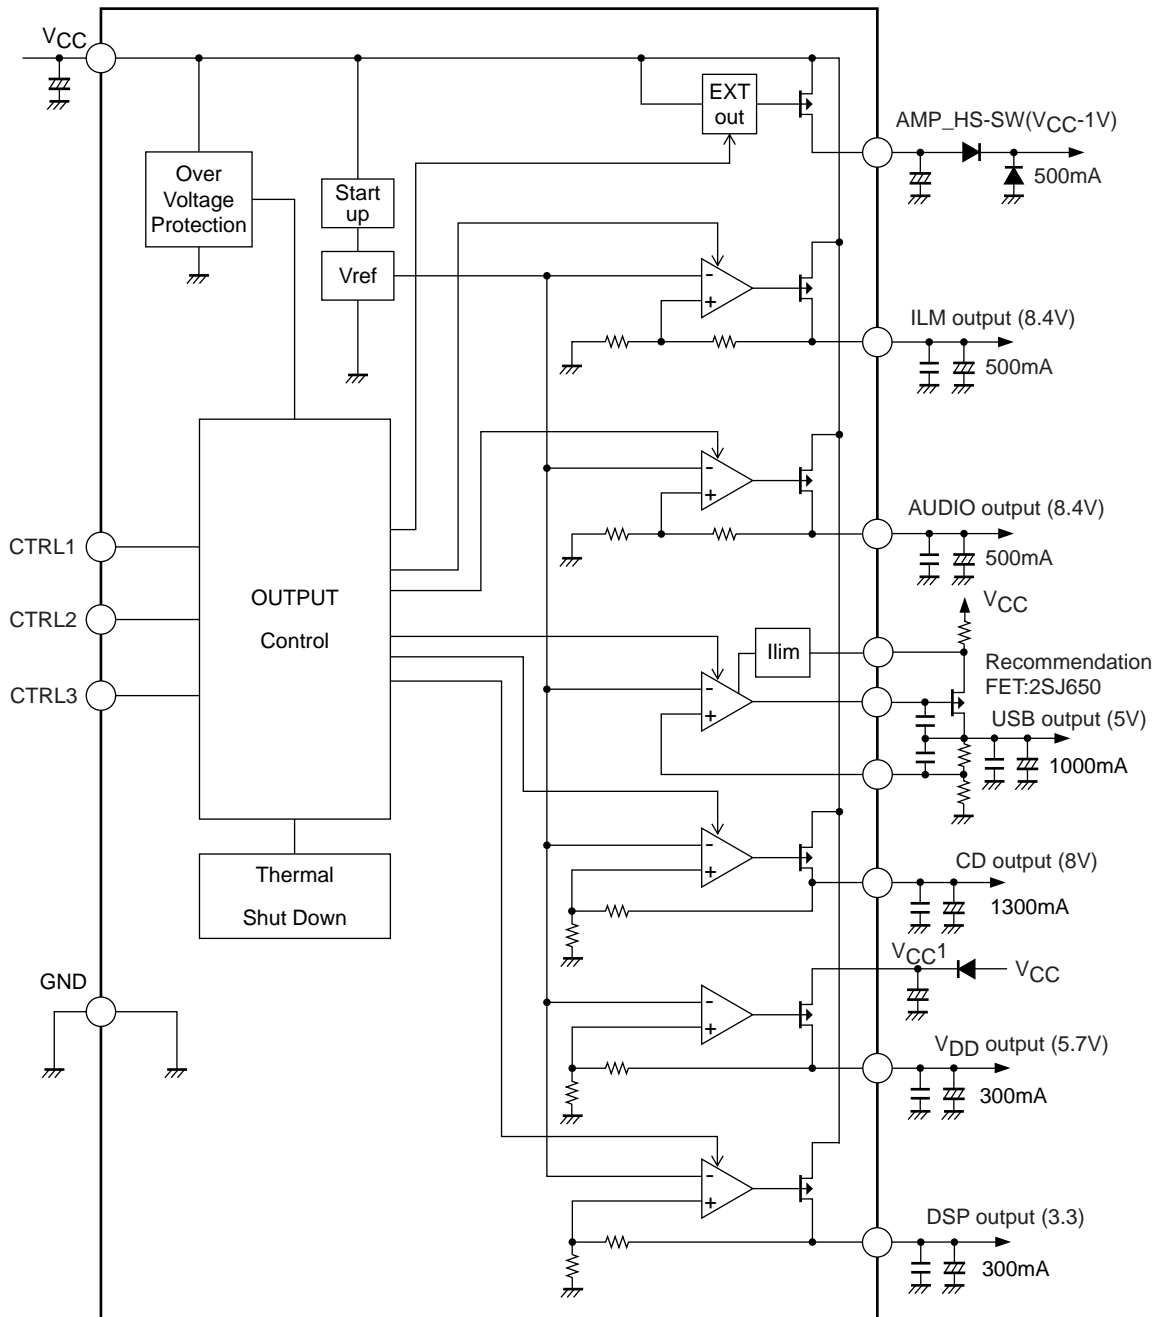 VCC
EXT
out
AMP_HS-SW(VCC-1V)
500mA
Over
Voltage
Protection
Start
up
Vref
-
+
ILM output (8.4V)
500mA
-
+
AUDIO output (8.4V)
500mA
CTRL1
CTRL2
CTRL3
OUTPUT
Control
VCC
Ilim
-
+
Recommendation
FET:2SJ650
USB output (5V)
1000mA
-
+
CD output (8V)
1300mA
Thermal
Shut Down
GND
VCC1
VCC
-
+
VDD output (5.7V)
300mA
-
+
DSP output (3.3)
300mA